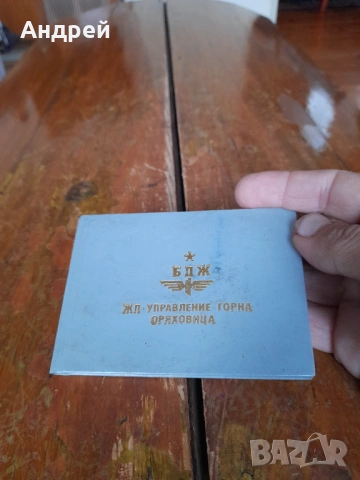 Андрей
БДЖ
ЖП-УПРАВЛЕНИЕ ГОРНА
ОРЯХОВИЦА
BAZAR